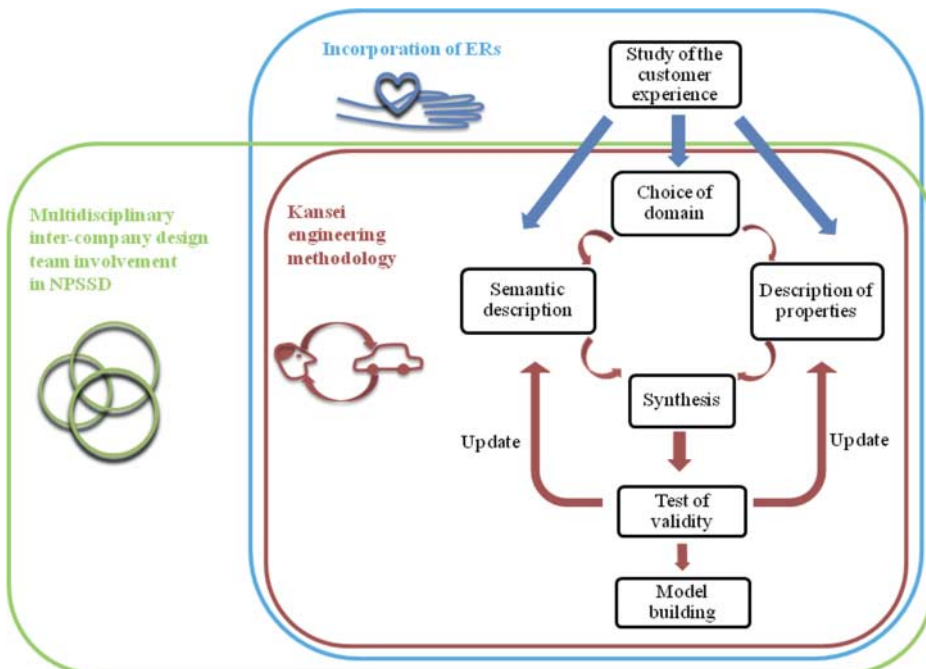 Incorporation of ERs
Study of the
customer
experience
Multidisciplinary
inter-company design
team involvement
in NPSSD
Kansei
engineering
methodology
Choice of
domain
Semantic
description
Description of
properties
Synthesis
Update
Update
Test of
validity
Model
building